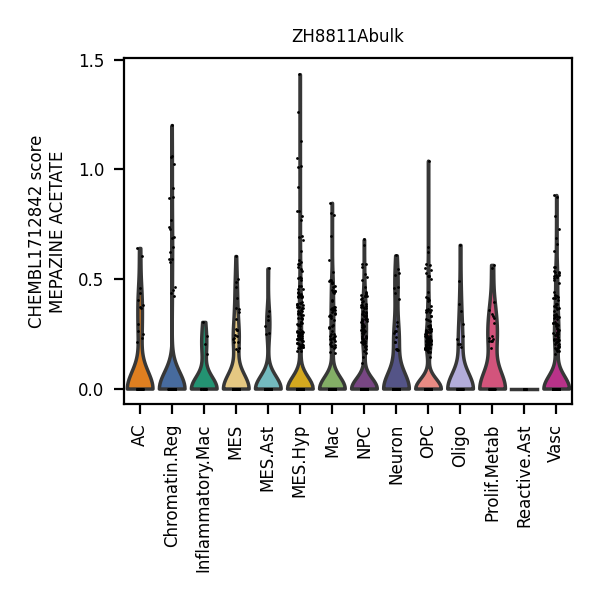 ZH8811Abulk
CHEMBL1712842 score
MEPAZINE ACETATE
1.5
1.0
0.5
0.0
AC
Chromatin.Reg
Inflammatory.Mac
MES
MES.Ast
MES.Hyp
Mac
NPC
Neuron
OPC
Oligo
Prolif.Metab
Reactive.Ast
Vasc